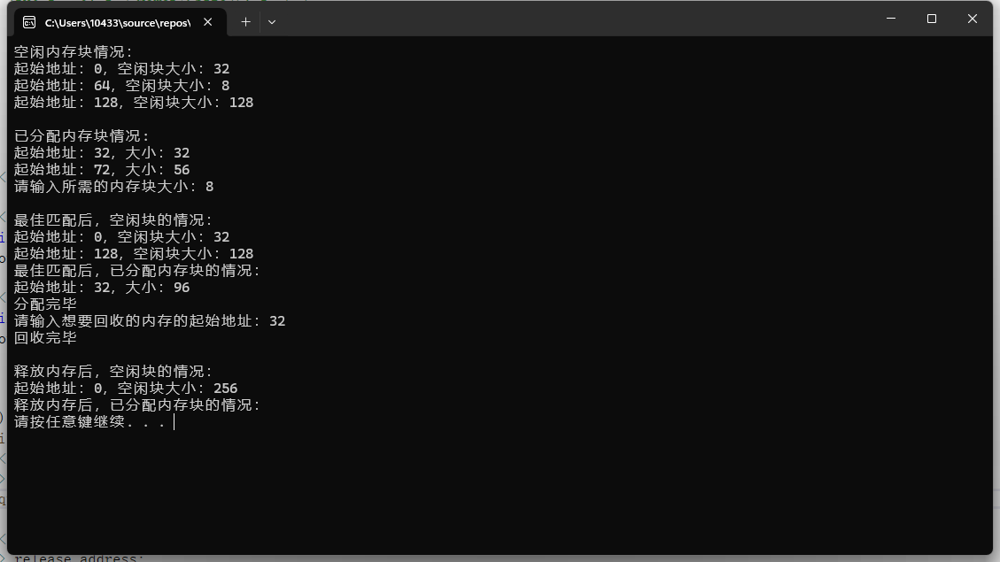 C:\Users\10433\source\repos\
空闲内存块情况:
起始地址: 0, 空闲块大小: 32
起始地址: 64, 空闲块大小: 8
起始地址: 128, 空闲块大小: 128
已分配内存块情况:
起始地址: 32, 大小: 32
起始地址: 72, 大小: 56
请输入所需的内存块大小: 8
最佳匹配后, 空闲块的情况:
起始地址: 0, 空闲块大小: 32
起始地址: 128, 空闲块大小: 128
最佳匹配后, 已分配内存块的情况:
起始地址: 32, 大小: 96
分配完毕
请输入想要回收的内存的起始地址: 32
回收完毕
释放内存后, 空闲块的情况:
起始地址: 0, 空闲块大小: 256
释放内存后, 已分配内存块的情况:
请按任意键继续. . .
release address;